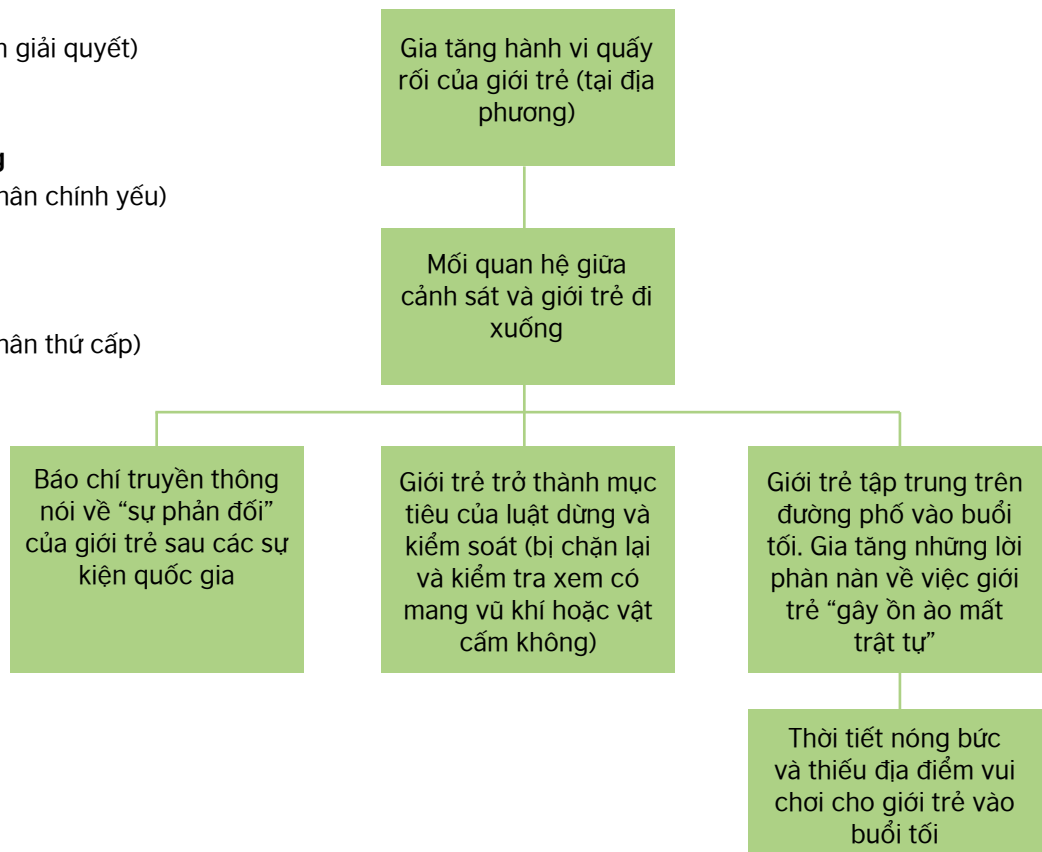 giải quyết)
Gia tăng hành vi quấy
rối của giới trẻ (tại địa
phương)
chính yếu)
Mối quan hệ giữa
cảnh sát và giới trẻ đi
xuống
thứ cấp)
Báo chí truyền thông
nói về “sự phản đối”
của giới trẻ sau các sự
kiện quốc gia
Giới trẻ trở thành mục
tiêu của luật dừng và
kiểm soát (bị chặn lại
và kiểm tra xem có
mang vũ khí hoặc vật
cấm không)
Giới trẻ tập trung trên
đường phố vào buổi
tối. Gia tăng những lời
phàn nàn về việc giới
trẻ “gây ồn ào mất
trật tự”
Thời tiết nóng bức
và thiếu địa điểm vui
chơi cho giới trẻ vào
buổi tối